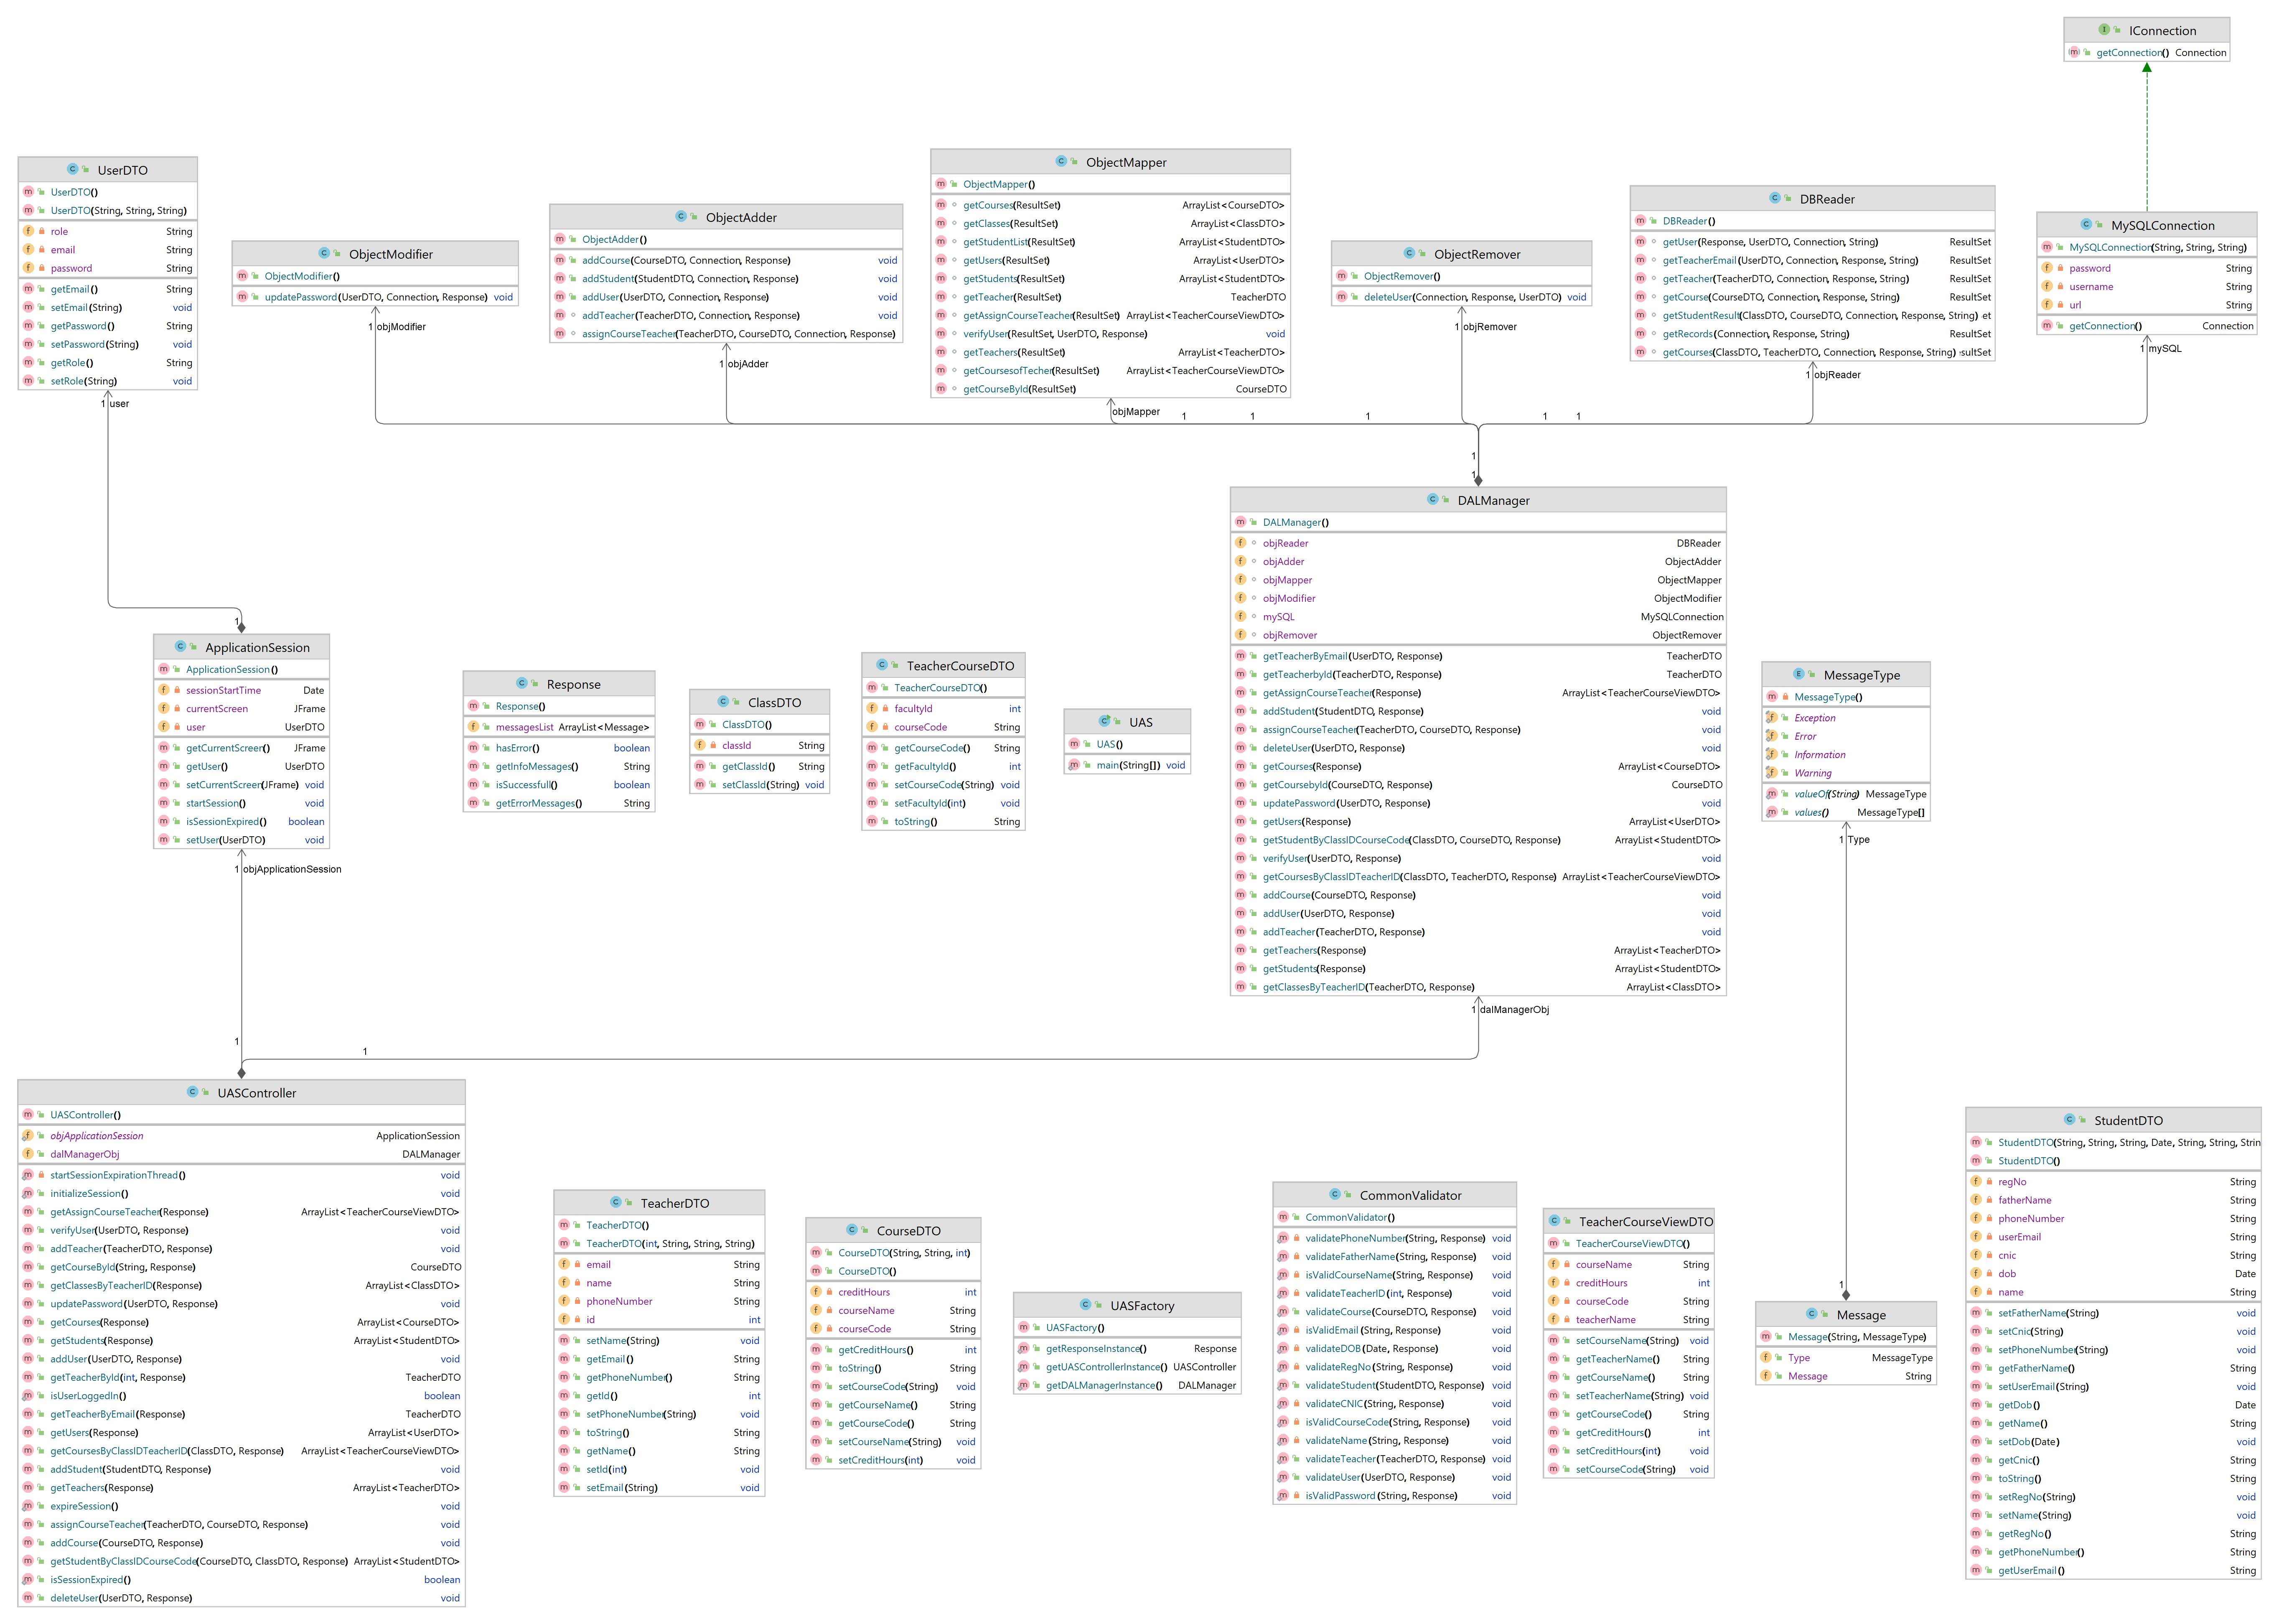 IConnection
getConnection() Connection
UserDTO
UserDTO()
UserDTO(String, String, String)
role String
email String
password String
getEmail() String
setEmail(String) void
getPassword() String
setPassword(String) void
getRole() String
setRole(String) void
1 user
ObjectModifier
ObjectModifier()
updatePassword(UserDTO, Connection, Response) void
1 objModifier
ObjectAdder
ObjectAdder()
addCourse(CourseDTO, Connection, Response) void
addStudent(StudentDTO, Connection, Response) void
addUser(UserDTO, Connection, Response) void
addTeacher(TeacherDTO, Connection, Response) void
assignCourseTeacher(TeacherDTO, CourseDTO, Connection, Response)
1 objAdder
ObjectMapper
ObjectMapper()
getCourses(ResultSet) ArrayList<CourseDTO>
getClasses(ResultSet) ArrayList<ClassDTO>
getStudentList(ResultSet) ArrayList<StudentDTO>
getUsers(ResultSet) ArrayList<UserDTO>
getStudents(ResultSet) ArrayList<StudentDTO>
getTeacher(ResultSet) TeacherDTO
getAssignCourseTeacher(ResultSet) ArrayList<TeacherCourseViewDTO>
verifyUser(ResultSet, UserDTO, Response) void
getTeachers(ResultSet) ArrayList<TeacherDTO>
getCoursesofTecher(ResultSet) ArrayList<TeacherCourseViewDTO>
getCourseById(ResultSet) CourseDTO
objMapper
ObjectRemover
ObjectRemover()
deleteUser(Connection, Response, UserDTO) void
1 objRemover
DBReader
DBReader()
getUser(Response, UserDTO, Connection, String) ResultSet
getTeacherEmail(UserDTO, Connection, Response, String) ResultSet
getTeacher(TeacherDTO, Connection, Response, String) ResultSet
getCourse(CourseDTO, Connection, Response, String) ResultSet
getStudentResult(ClassDTO, CourseDTO, Connection, Response, String) et
getRecords(Connection, Response, String) ResultSet
getCourses(ClassDTO, TeacherDTO, Connection, Response, String) sultSet
1 objReader
MySQLConnection
MySQLConnection(String, String, String)
password String
username String
url String
getConnection() Connection
1 mySQL
1 1 1 1 1
1
1
DALManager
DALManager()
objReader DBReader
objAdder ObjectAdder
objMapper ObjectMapper
objModifier ObjectModifier
mySQL MySQLConnection
objRemover ObjectRemover
getTeacherByEmail(UserDTO, Response) TeacherDTO
getTeacherbyId(TeacherDTO, Response) TeacherDTO
getAssignCourseTeacher(Response) ArrayList<TeacherCourseViewDTO>
addStudent(StudentDTO, Response) void
assignCourseTeacher(TeacherDTO, CourseDTO, Response) void
deleteUser(UserDTO, Response) void
getCourses(Response) ArrayList<CourseDTO>
getCoursebyId(CourseDTO, Response) CourseDTO
updatePassword(UserDTO, Response) void
getUsers(Response) ArrayList<UserDTO>
getStudentByClassIDCourseCode(ClassDTO, CourseDTO, Response) ArrayList<StudentDTO>
verifyUser(UserDTO, Response) void
getCoursesByClassIDTeacherID(ClassDTO, TeacherDTO, Response) ArrayList<TeacherCourseViewDTO>
addCourse(CourseDTO, Response) void
addUser(UserDTO, Response) void
addTeacher(TeacherDTO, Response) void
getTeachers(Response) ArrayList<TeacherDTO>
getStudents(Response) ArrayList<StudentDTO>
getClassesByTeacherID(TeacherDTO, Response) ArrayList<ClassDTO>
1 dalManagerObj
1
ApplicationSession
ApplicationSession()
sessionStartTime Date
currentScreen JFrame
user UserDTO
getCurrentScreen() JFrame
getUser() UserDTO
setCurrentScreen(JFrame) void
startSession() void
isSessionExpired() boolean
setUser(UserDTO) void
1 objApplicationSession
Response
Response()
messagesList ArrayList<Message>
hasError() boolean
getInfoMessages() String
isSuccessfull() boolean
getErrorMessages() String
ClassDTO
ClassDTO()
classId String
getClassId() String
setClassId(String) void
TeacherCourseDTO
TeacherCourseDTO()
facultyId int
courseCode String
getCourseCode() String
getFacultyId() int
setCourseCode(String) void
setFacultyId(int) void
toString() String
UAS
UAS()
main(String[]) void
MessageType
MessageType()
Exception
Error
Information
Warning
valueOf(String) MessageType
values() MessageType[]
1 Type
1
1
1
UASController
UASController()
objApplicationSession ApplicationSession
dalManagerObj DALManager
startSessionExpirationThread() void
initializeSession() void
getAssignCourseTeacher(Response) ArrayList<TeacherCourseViewDTO>
verifyUser(UserDTO, Response) void
addTeacher(TeacherDTO, Response) void
getCourseById(String, Response) CourseDTO
getClassesByTeacherID(Response) ArrayList<ClassDTO>
updatePassword(UserDTO, Response) void
getCourses(Response) ArrayList<CourseDTO>
getStudents(Response) ArrayList<StudentDTO>
addUser(UserDTO, Response) void
getTeacherById(int, Response) TeacherDTO
isUserLoggedIn() boolean
getTeacherByEmail(Response) TeacherDTO
getUsers(Response) ArrayList<UserDTO>
getCoursesByClassIDTeacherID(ClassDTO, Response) ArrayList<TeacherCourseViewDTO>
addStudent(StudentDTO, Response) void
getTeachers(Response) ArrayList<TeacherDTO>
expireSession() void
assignCourseTeacher(TeacherDTO, CourseDTO, Response) void
addCourse(CourseDTO, Response) void
getStudentByClassIDCourseCode(CourseDTO, ClassDTO, Response) ArrayList<StudentDTO>
isSessionExpired() boolean
deleteUser(UserDTO, Response) void
TeacherDTO
TeacherDTO()
TeacherDTO(int, String, String, String)
email String
name String
phoneNumber String
id int
setName(String) void
getEmail() String
getPhoneNumber() String
getId() int
setPhoneNumber(String) void
toString() String
getName() String
setId(int) void
setEmail(String) void
CourseDTO
CourseDTO(String, String, int)
CourseDTO()
creditHours int
courseName String
courseCode String
getCreditHours() int
toString() String
setCourseCode(String) void
getCourseName() String
getCourseCode() String
setCourseName(String) void
setCreditHours(int) void
UASFactory
UASFactory()
getResponseInstance() Response
getUASControllerInstance() UASController
getDALManagerInstance() DALManager
CommonValidator
CommonValidator()
validatePhoneNumber(String, Response) void
validateFatherName(String, Response) void
isValidCourseName(String, Response) void
validateTeacherID(int, Response) void
validateCourse(CourseDTO, Response) void
isValidEmail(String, Response) void
validateDOB(Date, Response) void
validateRegNo(String, Response) void
validateStudent(StudentDTO, Response) void
validateCNIC(String, Response) void
isValidCourseCode(String, Response) void
validateName(String, Response) void
validateTeacher(TeacherDTO, Response) void
validateUser(UserDTO, Response) void
isValidPassword(String, Response) void
TeacherCourseViewDTO
TeacherCourseViewDTO()
courseName String
creditHours int
courseCode String
teacherName String
setCourseName(String) void
getTeacherName() String
getCourseName() String
setTeacherName(String) void
getCourseCode() String
getCreditHours() int
setCreditHours(int) void
setCourseCode(String) void
1
Message
Message(String, MessageType)
Type MessageType
Message String
StudentDTO
StudentDTO(String, String, String, Date, String, String, Strin
StudentDTO()
regNo String
fatherName String
phoneNumber String
userEmail String
cnic String
dob Date
name String
setFatherName(String) void
setCnic(String) void
setPhoneNumber(String) void
getFatherName() String
setUserEmail(String) void
getDob() Date
getName() String
setDob(Date) void
getCnic() String
toString() String
setRegNo(String) void
setName(String) void
getRegNo() String
getPhoneNumber() String
getUserEmail() String